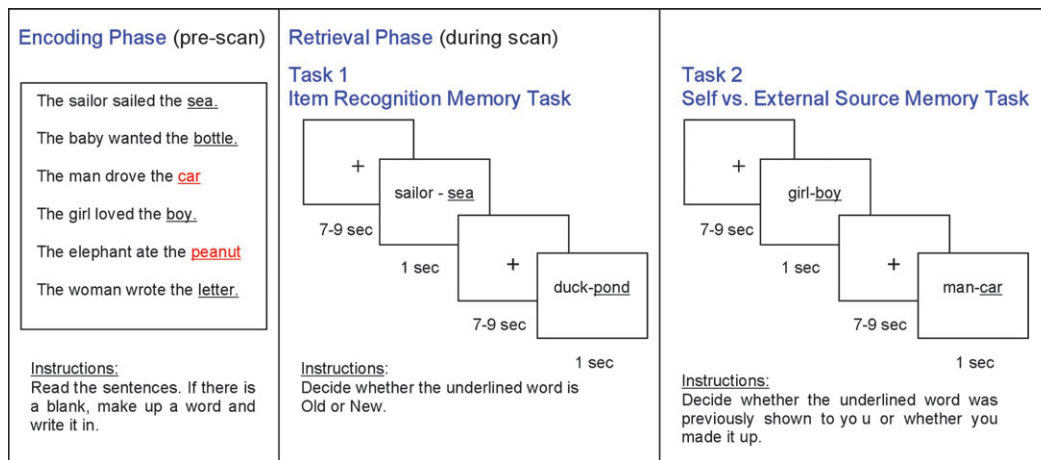 Encoding Phase (pre-scan)
The sailor sailed the sea.
The baby wanted the bottle.
The man drove the car
The girl loved the boy.
The elephant ate the peanut
The woman wrote the letter.
Instructions:
Read the sentences. If there is
a blank, make up a word and
write it in.
Retrieval Phase (during scan)
Task 1
Item Recognition Memory Task
+
7-9 sec
sailor - sea
1 sec
+
7-9 sec
duck-pond
1 sec
Instructions:
Decide whether the underlined word is
Old or New.
Task 2
Self vs. External Source Memory Task
+
7-9 sec
girl-boy
1 sec
+
7-9 sec
man-car
1 sec
Instructions:
Decide whether the underlined word was
previously shown to yo u or whether you
made it up.